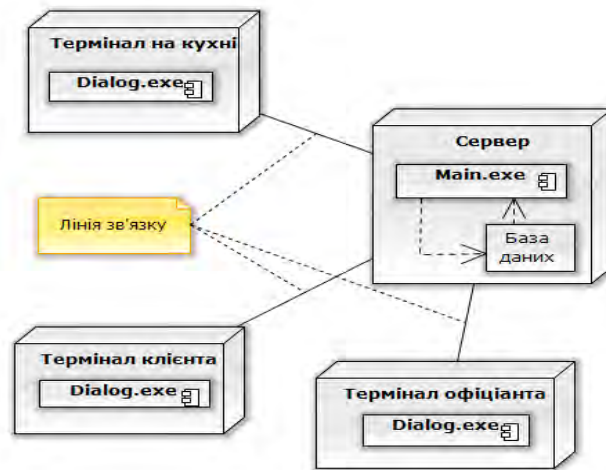 Термінал на кухні
Dialog.exe
Сервер
Main.exe
База
даних
Лінія зв'язку
Термінал клієнта
Dialog.exe
Термінал офіціанта
Dialog.exe